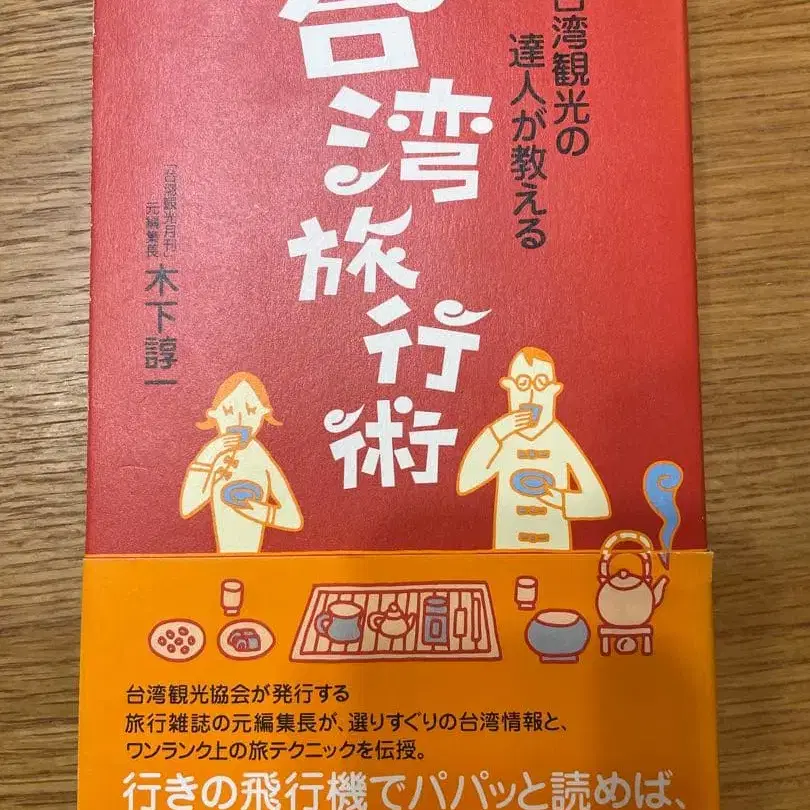 台湾観光の
達人が教える
台湾
旅行術
「台湾観光月刊」
元編集長
木下諄一
台湾観光協会が発行する
旅行雑誌の元編集長が、選りすぐりの台湾情報と、
ワンランク上の旅テクニックを伝授。
行きの飛行機でパパッと読めば、